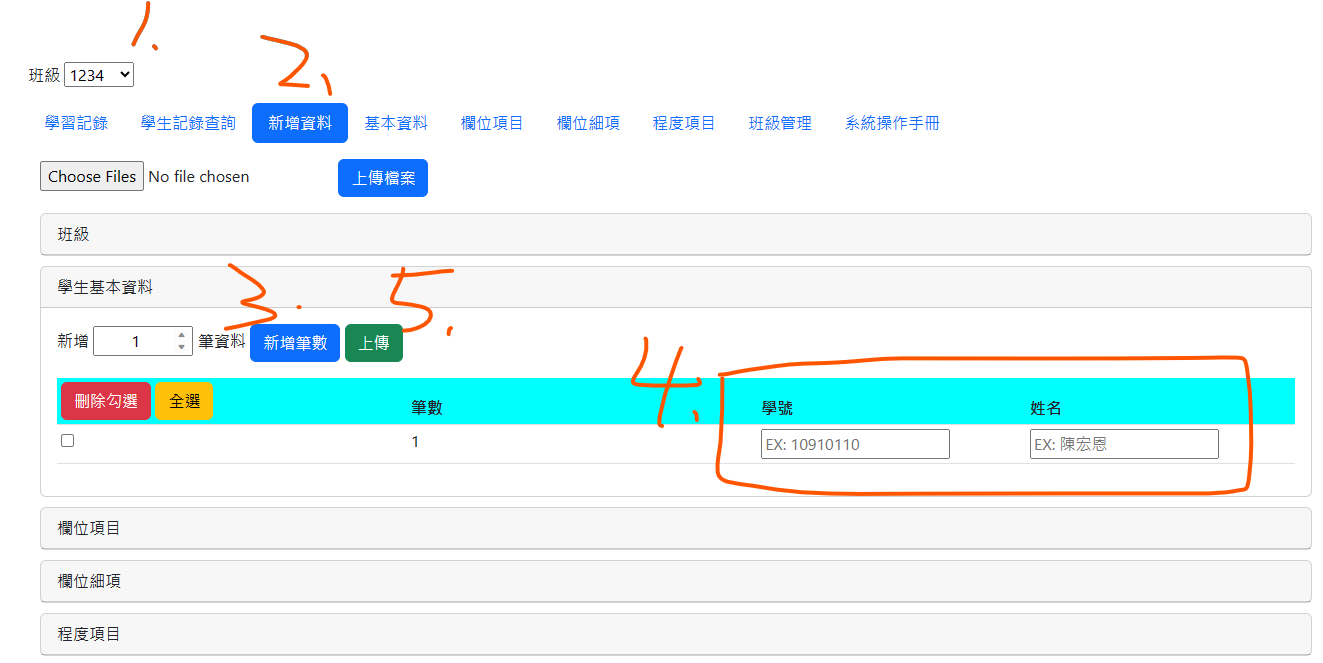 1.
2.
班級 1234
學習記錄 學生記錄查詢 新增資料 基本資料 欄位項目 欄位細項 程度項目 班級管理 系統操作手冊
Choose Files No file chosen 上傳檔案
班級
學生基本資料
3. 5.
新增 1 筆資料 新增筆數 上傳
4.
刪除勾選 全選 筆數 學號 姓名
1 EX: 10910110 EX: 陳宏恩
欄位項目
欄位細項
程度項目